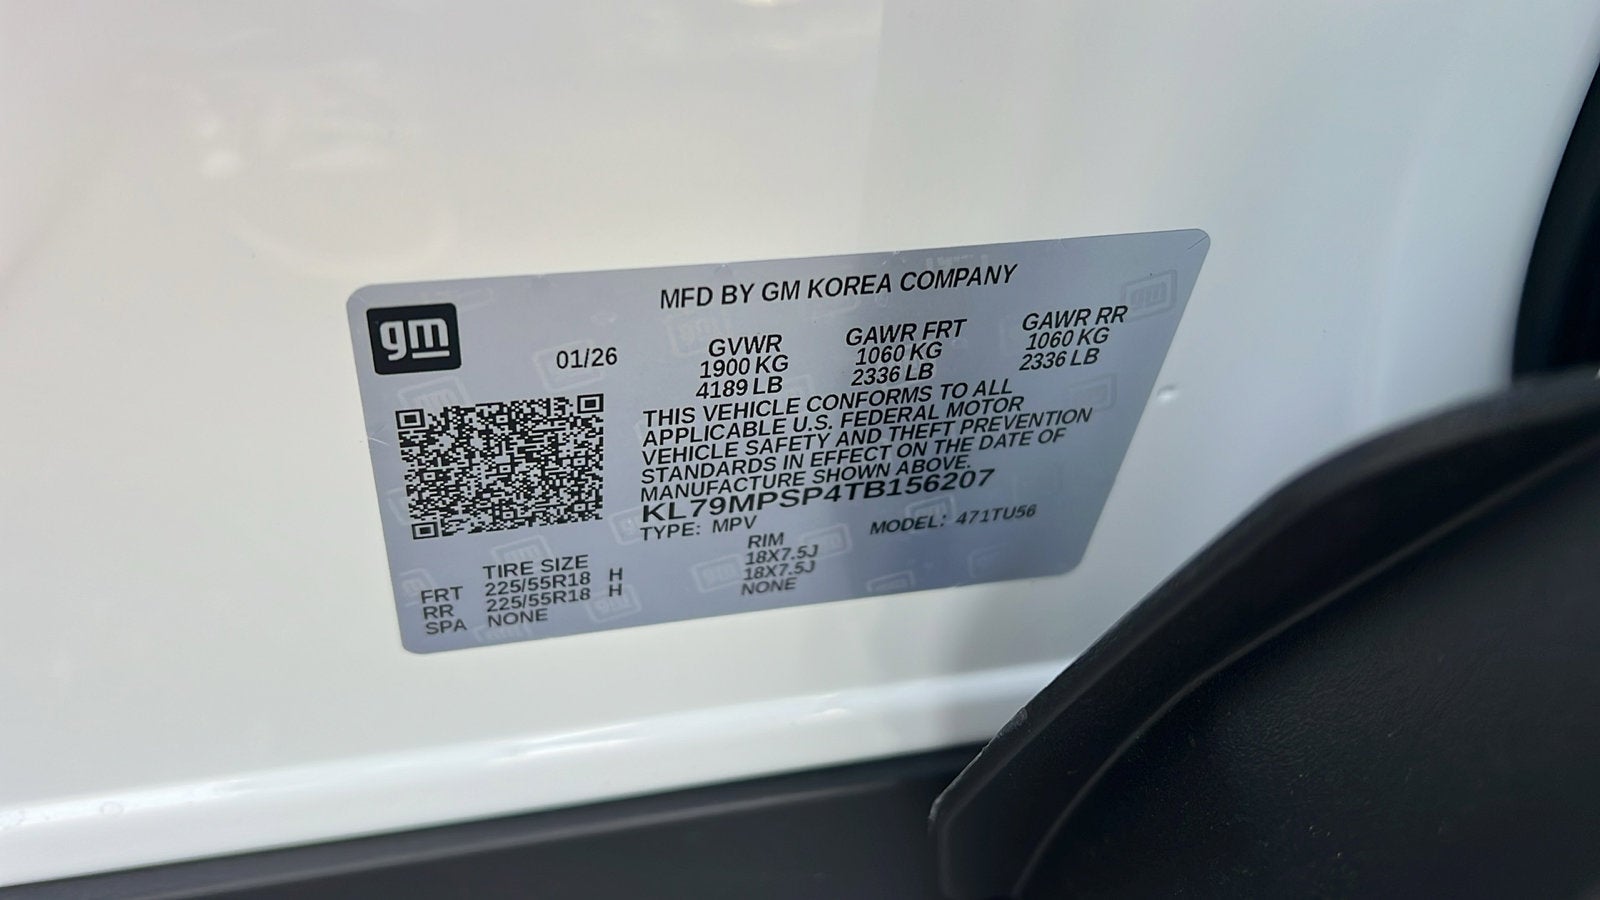 MFD BY GM KOREA COMPANY
gm
01/26
GVWR
1900 KG
4189 LB
GAWR FRT
1060 KG
2336 LB
GAWR RR
1060 KG
2336 LB
THIS VEHICLE CONFORMS TO ALL
APPLICABLE U.S. FEDERAL MOTOR
VEHICLE SAFETY AND THEFT PREVENTION
STANDARDS IN EFFECT ON THE DATE OF
MANUFACTURE SHOWN ABOVE.
KL79MPSP4TB156207
TYPE: MPV MODEL: 471TU56
TIRE SIZE RIM
FRT 225/55R18 H 18X7.5J
RR 225/55R18 H 18X7.5J
SPA NONE NONE